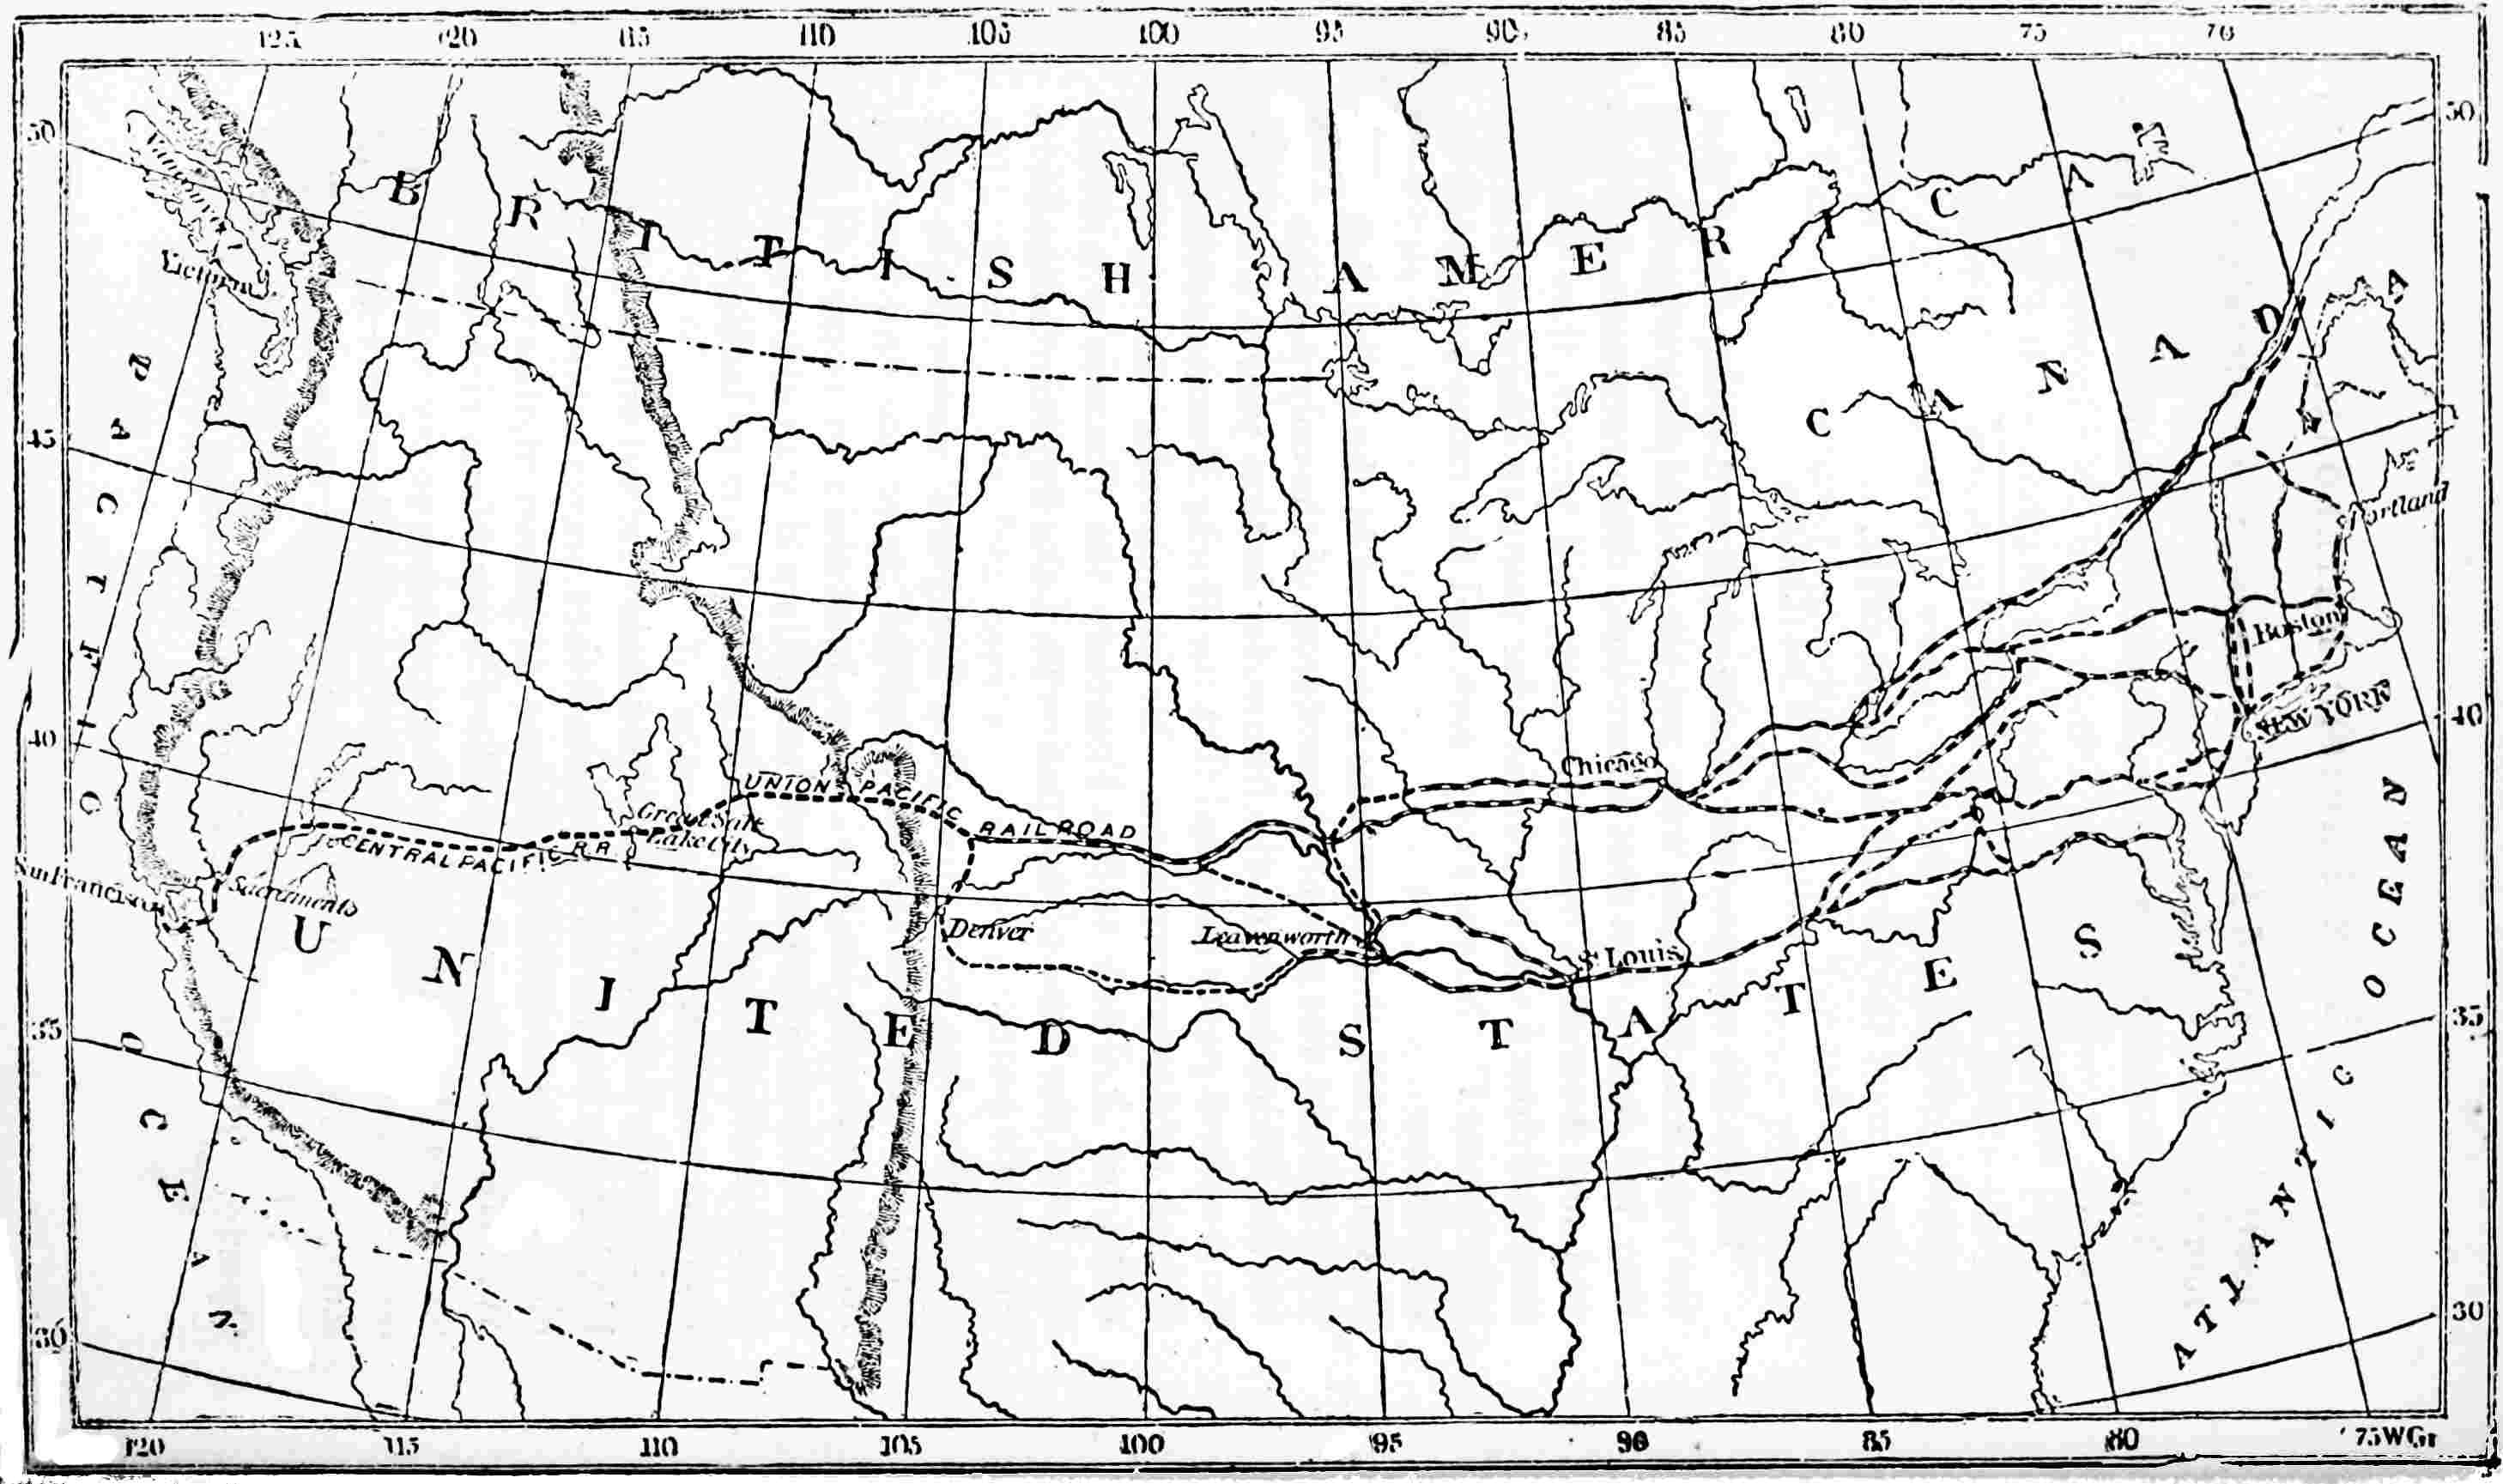 125 120 115 110 105 100 95 90 85 80 75 70
50 50
BRITISH AMERICA
Vancouver
Victoria
CANADA
45
PACIFIC OCEAN
Portland
Boston
NEW YORK
40 40
Chicago
UNION PACIFIC RAILROAD
Great Salt
Lake City
CENTRAL PACIFIC R.R.
San Francisco
Sacramento
Denver
Leavenworth
St Louis
UNITED STATES
ATLANTIC OCEAN
35 35
30 30
120 115 110 105 100 95 90 85 80 75 W Gr